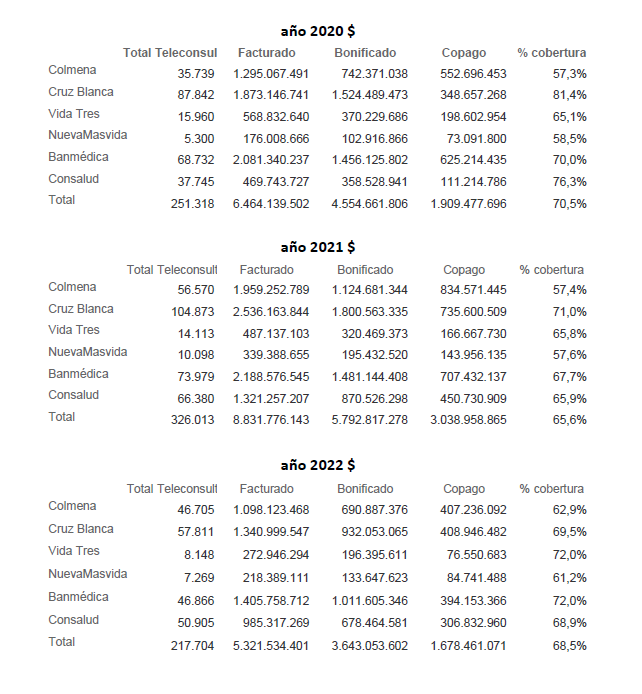 año 2020 $
Total Teleconsul Facturado Bonificado Copago % cobertura
Colmena 35.739 1.295.067.491 742.371.038 552.696.453 57,3%
Cruz Blanca 87.842 1.873.146.741 1.524.489.473 348.657.268 81,4%
Vida Tres 15.960 568.832.640 370.229.686 198.602.954 65,1%
NuevaMasvida 5.300 176.008.666 102.916.866 73.091.800 58,5%
Banmédica 68.732 2.081.340.237 1.456.125.802 625.214.435 70,0%
Consalud 37.745 469.743.727 358.528.941 111.214.786 76,3%
Total 251.318 6.464.139.502 4.554.661.806 1.909.477.696 70,5%
año 2021 $
Total Teleconsult Facturado Bonificado Copago % cobertura
Colmena 56.570 1.959.252.789 1.124.681.344 834.571.445 57,4%
Cruz Blanca 104.873 2.536.163.844 1.800.563.335 735.600.509 71,0%
Vida Tres 14.113 487.137.103 320.469.373 166.667.730 65,8%
NuevaMasvida 10.098 339.388.655 195.432.520 143.956.135 57,6%
Banmédica 73.979 2.188.576.545 1.481.144.408 707.432.137 67,7%
Consalud 66.380 1.321.257.207 870.526.298 450.730.909 65,9%
Total 326.013 8.831.776.143 5.792.817.278 3.038.958.865 65,6%
año 2022 $
Total Teleconsult Facturado Bonificado Copago % cobertura
Colmena 46.705 1.098.123.468 690.887.376 407.236.092 62,9%
Cruz Blanca 57.811 1.340.999.547 932.053.065 408.946.482 69,5%
Vida Tres 8.148 272.946.294 196.395.611 76.550.683 72,0%
NuevaMasvida 7.269 218.389.111 133.647.623 84.741.488 61,2%
Banmédica 46.866 1.405.758.712 1.011.605.346 394.153.366 72,0%
Consalud 50.905 985.317.269 678.464.581 306.832.960 68,9%
Total 217.704 5.321.534.401 3.643.053.602 1.678.461.071 68,5%